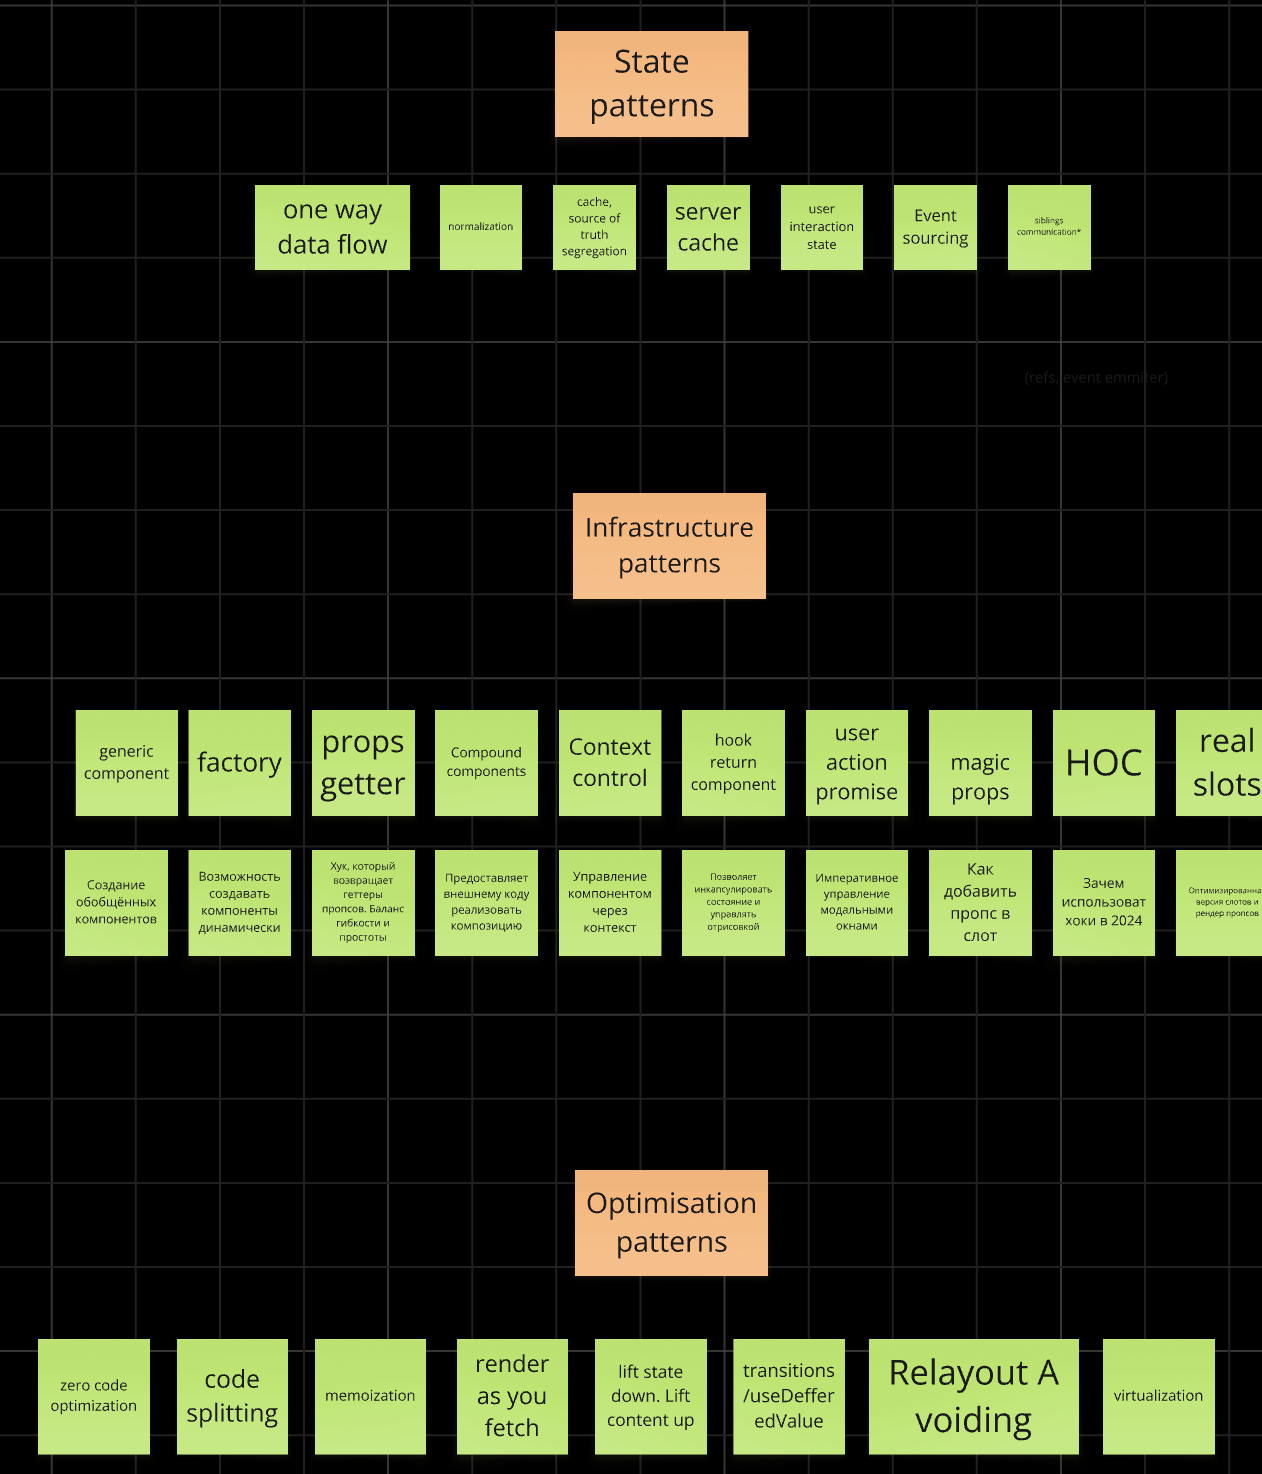 State
patterns
one way
data flow
normalization
cache,
source of
truth
segregation
server
cache
user
interaction
state
Event
sourcing
siblings
communication*
(refs, event emmiter)
Infrastructure
patterns
generic
component
factory
props
getter
Compound
components
Context
control
hook
return
component
user
action
promise
magic
props
HOC
real
slots
Создание
обобщённых
компонентов
Возможность
создавать
компоненты
динамически
Хук, который
возвращает
геттеры
пропсов. Баланс
гибкости и
простоты
Предоставляет
внешнему коду
реализовать
композицию
Управление
компонентом
через
контекст
Позволяет
инкапсулировать
состояние и
управлять
отрисовкой
Императивное
управление
модальными
окнами
Как
добавить
пропс в
слот
Зачем
использоват
хоки в 2024
Оптимизированна
версия слотов и
рендер пропсов
Optimisation
patterns
zero code
optimization
code
splitting
memoization
render
as you
fetch
lift state
down. Lift
content up
transitions
/useDeffer
edValue
Relayout A
voiding
virtualization